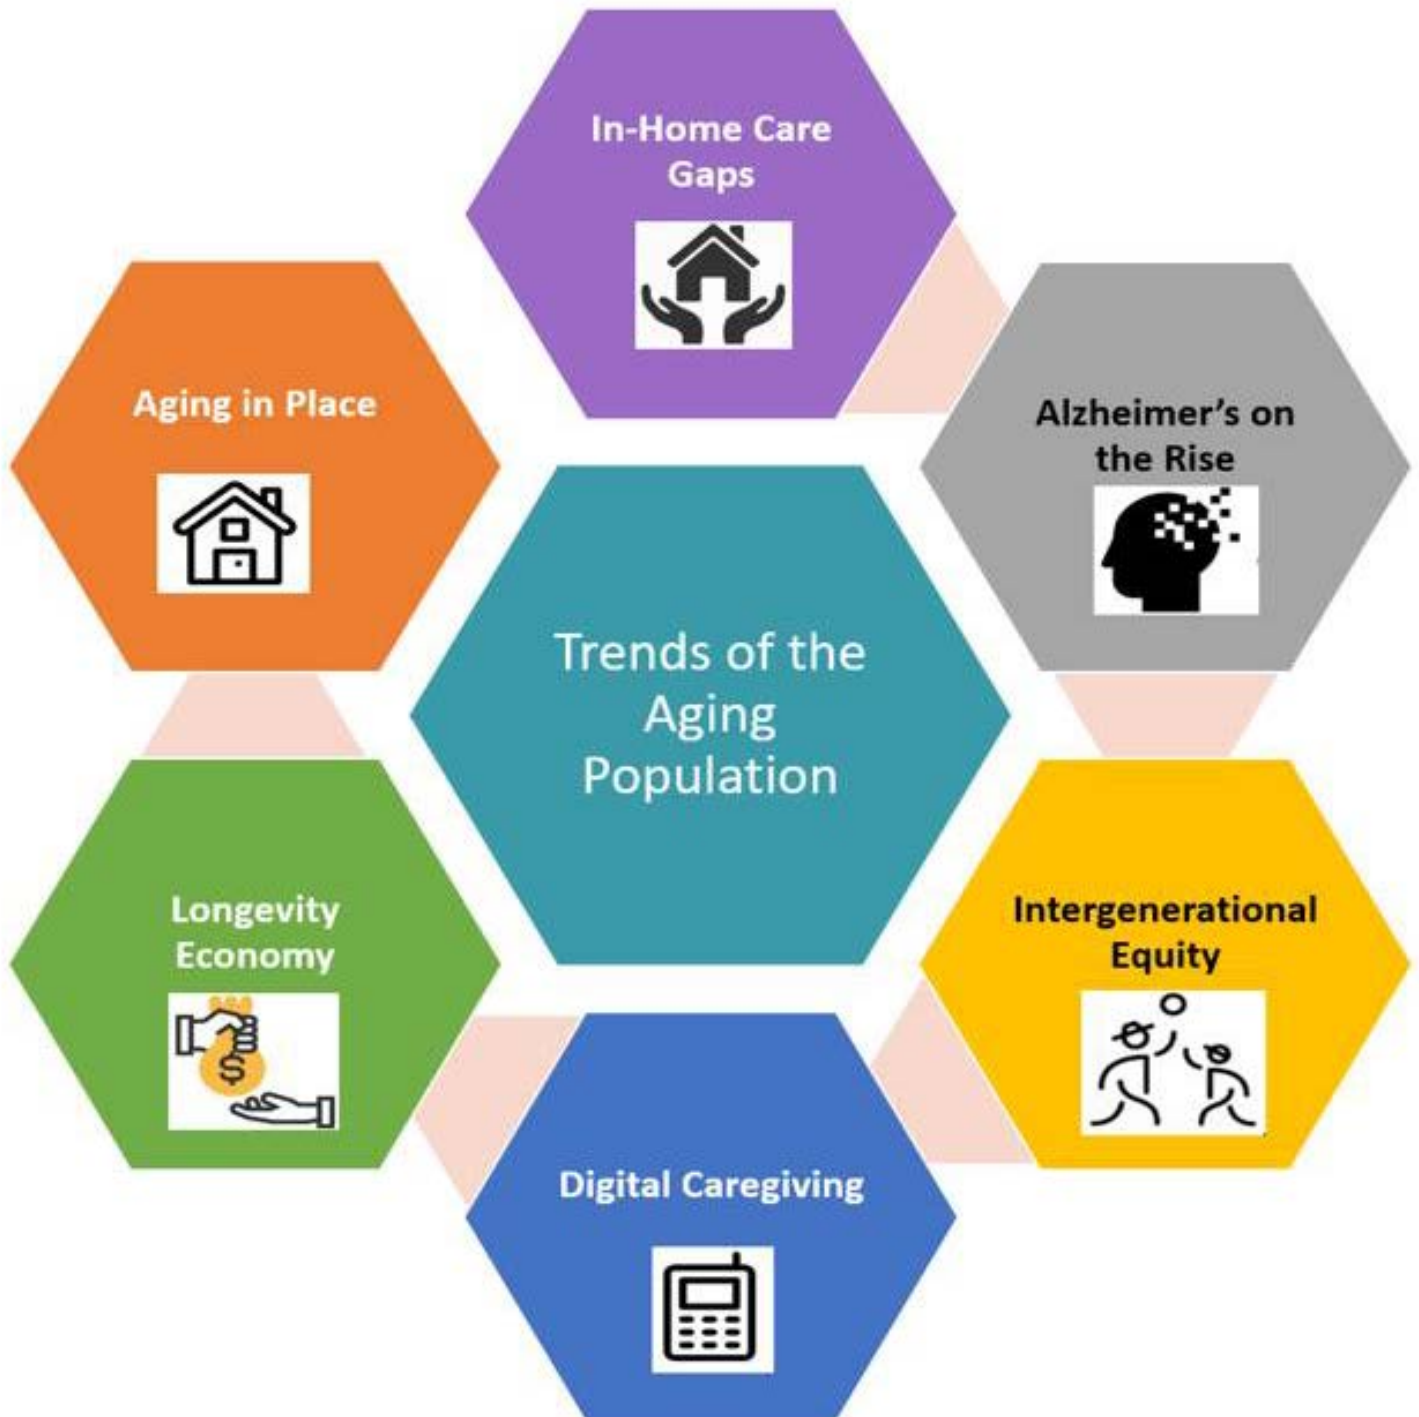 In-Home Care
Gaps
Aging in Place
Alzheimer’s on
the Rise
Trends of the
Aging
Population
Longevity
Economy
$
Intergenerational
Equity
Digital Caregiving